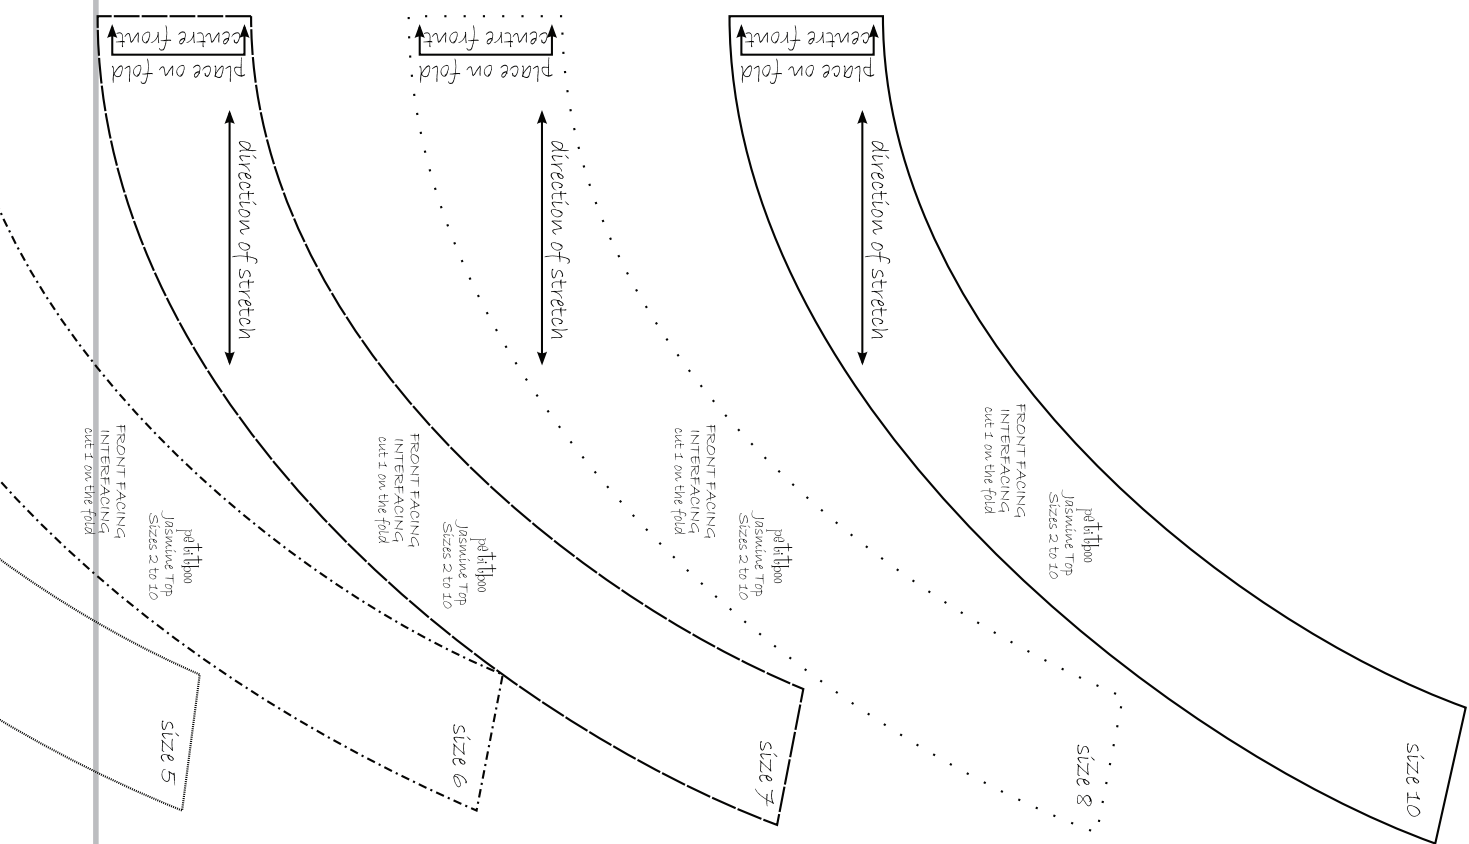 centre front
place on fold
direction of stretch
centre front
place on fold
direction of stretch
centre front
place on fold
direction of stretch
FRONT FACING
INTERFACING
cut 1 on the fold
petitboo
Jasmine Top
Sizes 2 to 10
size 5
FRONT FACING
INTERFACING
cut 1 on the fold
petitboo
Jasmine Top
Sizes 2 to 10
size 6
FRONT FACING
INTERFACING
cut 1 on the fold
petitboo
Jasmine Top
Sizes 2 to 10
size 7
FRONT FACING
INTERFACING
cut 1 on the fold
petitboo
Jasmine Top
Sizes 2 to 10
size 8
size 10